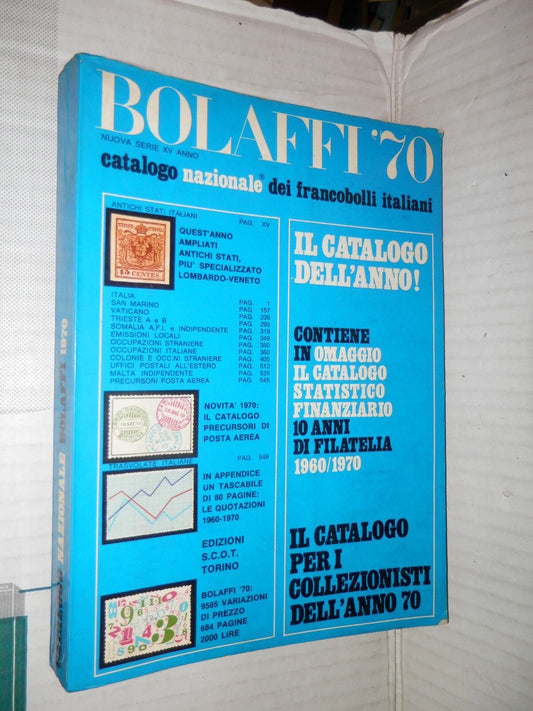 BOLAFFI '70
NUOVA SERIE XV ANNO
catalogo nazionale® dei francobolli italiani
ANTICHI STATI ITALIANI PAG. XV
15 CENTES.
QUEST'ANNO
AMPLIATI
ANTICHI STATI,
PIU' SPECIALIZZATO
LOMBARDO-VENETO
ITALIA PAG. 1
SAN MARINO PAG. 157
VATICANO PAG. 239
TRIESTE A e B PAG. 293
SOMALIA A.F.I. e INDIPENDENTE PAG. 319
EMISSIONI LOCALI PAG. 349
OCCUPAZIONI STRANIERE PAG. 350
OCCUPAZIONI ITALIANE PAG. 360
COLONIE E OCC.NI STRANIERE PAG. 405
UFFICI POSTALI ALL'ESTERO PAG. 512
MALTA INDIPENDENTE PAG. 535
PRECURSORI POSTA AEREA PAG. 545
NOVITA' 1970:
IL CATALOGO
PRECURSORI DI
POSTA AEREA
TRASVOLATE ITALIANE PAG. 549
IN APPENDICE
UN TASCABILE
DI 80 PAGINE:
LE QUOTAZIONI
1960-1970
EDIZIONI
S.C.O.T.
TORINO
BOLAFFI '70:
9585 VARIAZIONI
DI PREZZO
684 PAGINE
2000 LIRE
IL CATALOGO
DELL'ANNO!
CONTIENE
IN OMAGGIO
IL CATALOGO
STATISTICO
FINANZIARIO
10 ANNI
DI FILATELIA
1960/1970
IL CATALOGO
PER I
COLLEZIONISTI
DELL'ANNO 70
CATALOGO NAZIONALE BOLAFFI 1970